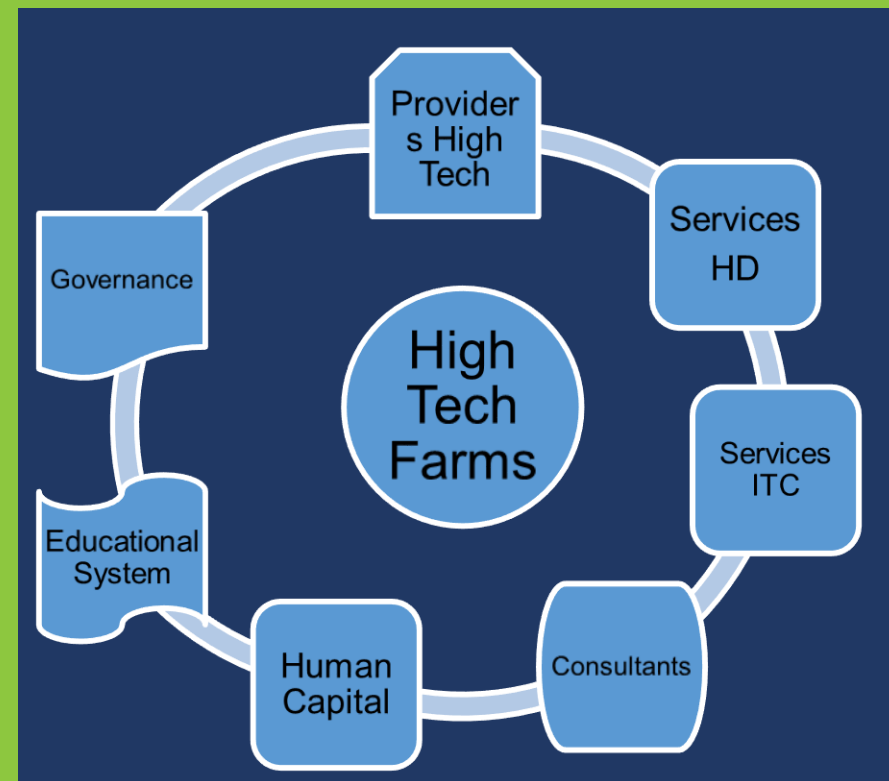 Provider
s High
Tech
Services
HD
Services
ITC
Consultants
Human
Capital
Educational
System
Governance
High
Tech
Farms